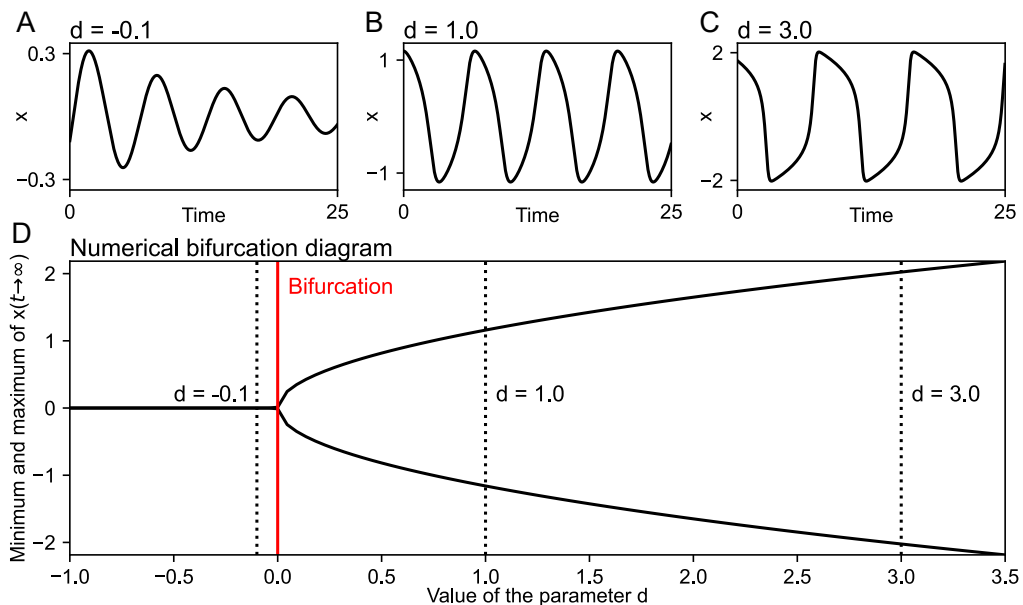 A
d = -0.1
0.3
x
−0.3
0
Time
25
B
d = 1.0
1
x
−1
0
Time
25
C
d = 3.0
2
x
−2
0
Time
25
D
Numerical bifurcation diagram
Minimum and maximum of x(t→∞)
2
1
0
−1
−2
Bifurcation
d = -0.1
d = 1.0
d = 3.0
−1.0
−0.5
0.0
0.5
1.0
1.5
2.0
2.5
3.0
3.5
Value of the parameter d